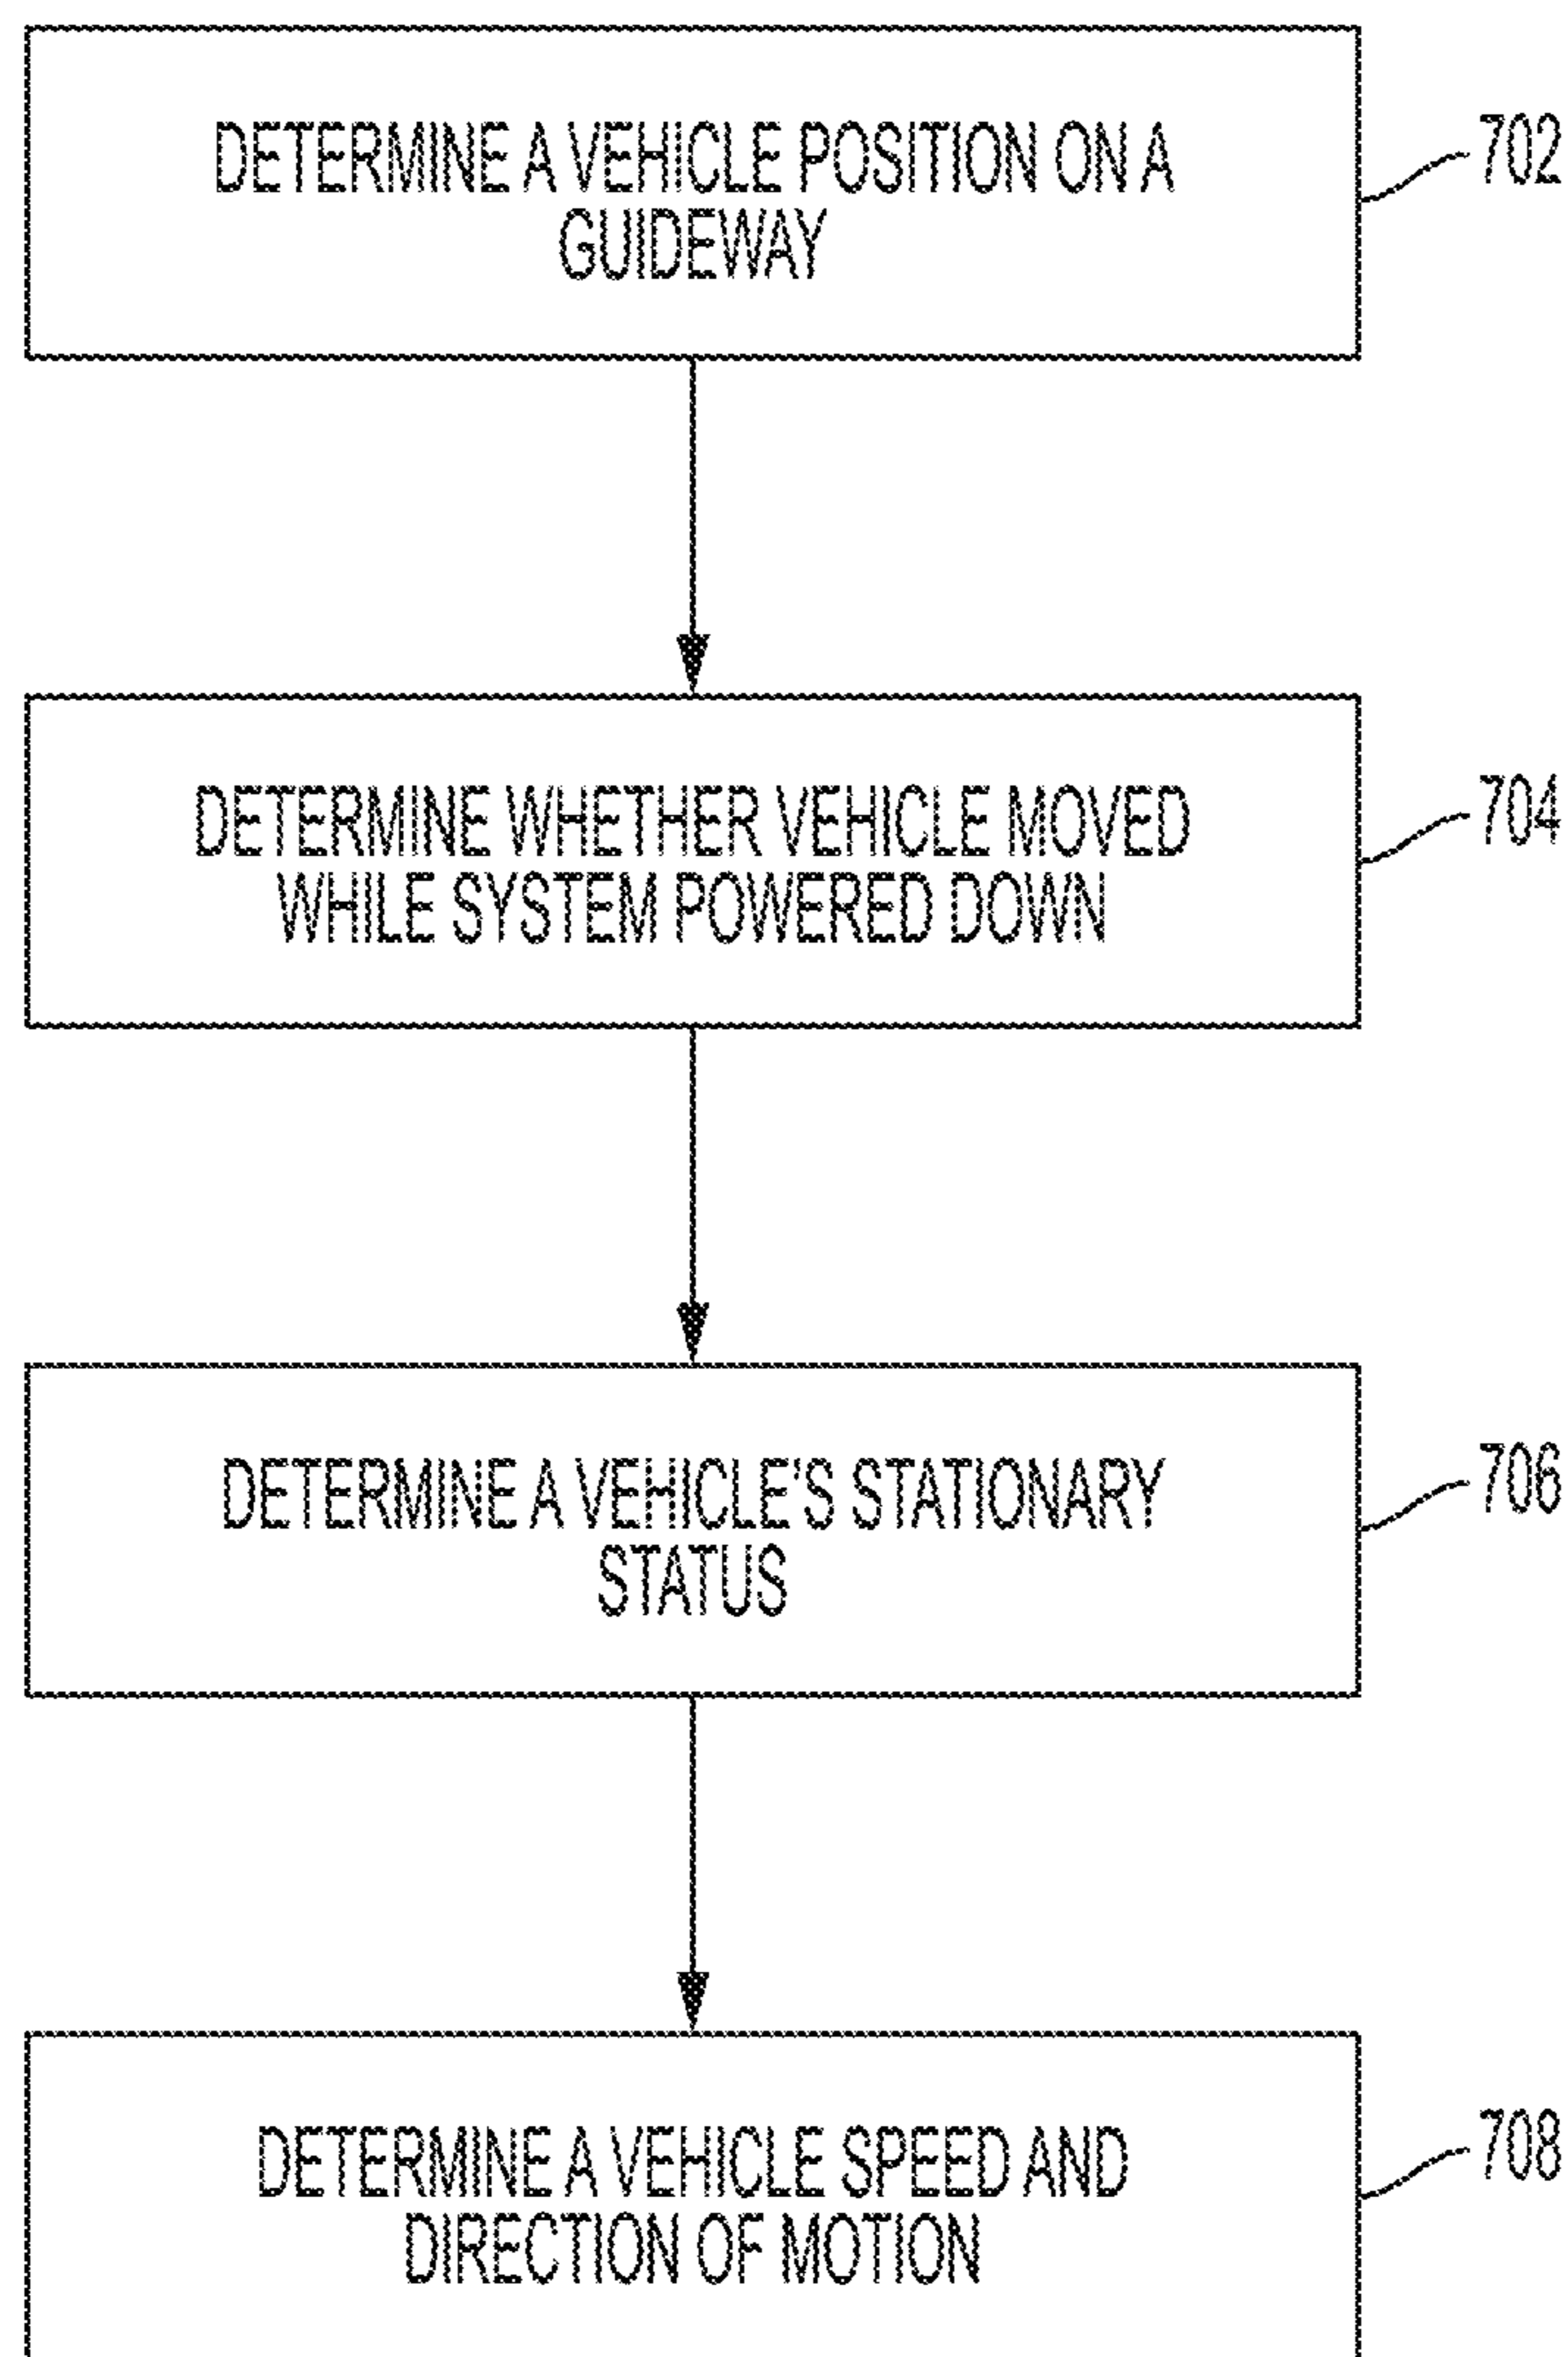 DETERMINE A VEHICLE POSITION ON A
GUIDEWAY
702
DETERMINE WHETHER VEHICLE MOVED
WHILE SYSTEM POWERED DOWN
704
DETERMINE A VEHICLE'S STATIONARY
STATUS
706
DETERMINE A VEHICLE SPEED AND
DIRECTION OF MOTION
708